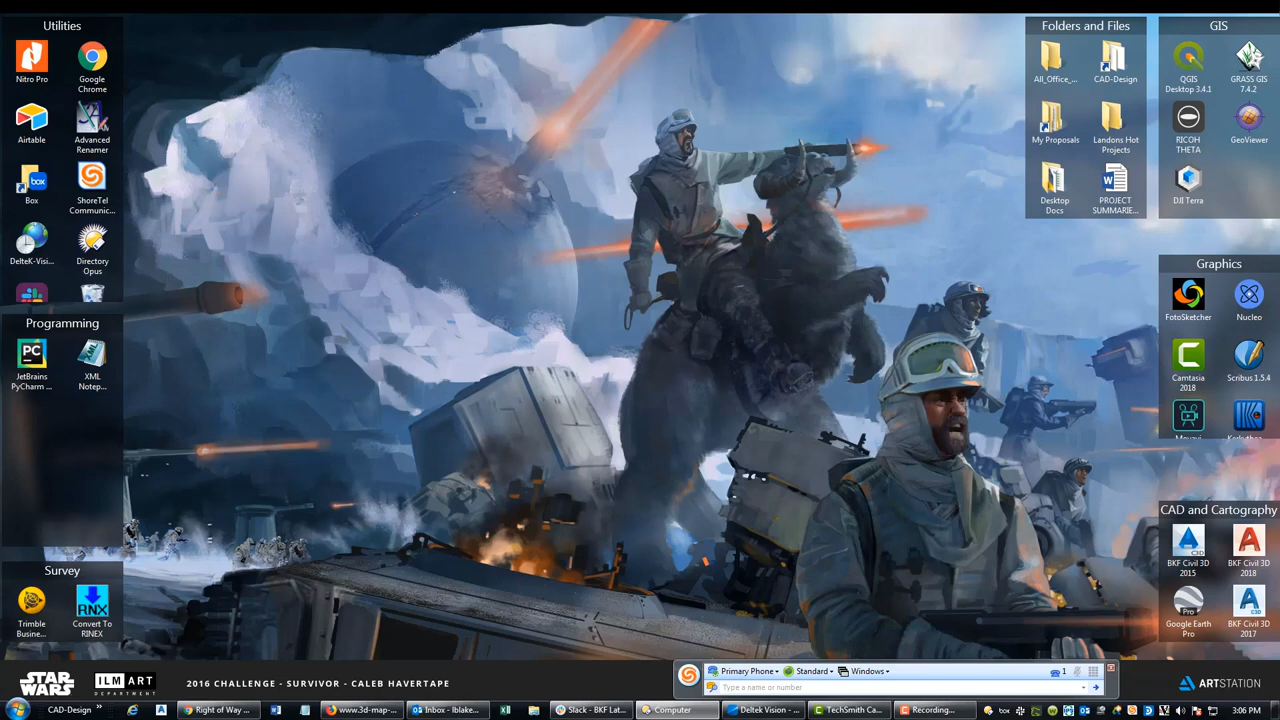 Utilities
Nitro Pro
Google Chrome
Airtable
Advanced Renamer
box
Box
ShoreTel Communic...
DelteK-Visi...
Directory Opus
Programming
PC
JetBrains PyCharm ...
XML Notep...
Survey
RNX
Trimble Busine...
Convert To RINEX
Folders and Files
All_Office_...
CAD-Design
My Proposals
Landons Hot Projects
Desktop Docs
PROJECT SUMMARIE...
GIS
QGIS Desktop 3.4.1
GRASS GIS 7.4.2
RICOH THETA
GeoViewer
DJI Terra
Graphics
FotoSketcher
Nucleo
Camtasia 2018
Scribus 1.5.4
CAD and Cartography
BKF Civil 3D 2015
BKF Civil 3D 2018
Pro
Google Earth Pro
BKF Civil 3D 2017
STAR WARS
ILM ART DEPARTMENT
2016 CHALLENGE - SURVIVOR - CALEB HAVERTAPE
Primary Phone
Standard
Windows
1
Type a name or number
ARTSTATION
CAD-Design
Right of Way ...
www.3d-map-...
Inbox - lblake...
Slack - BKF Lat...
Computer
Deltek Vision - ...
TechSmith Ca...
Recording...
box
3:06 PM